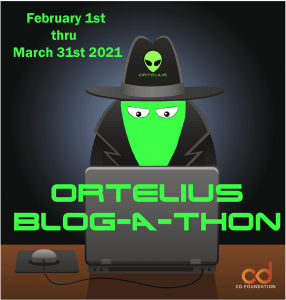 February 1st
thru
March 31st 2021
ORTELIUS
ORTELIUS
BLOG-A-THON
cd
CD FOUNDATION